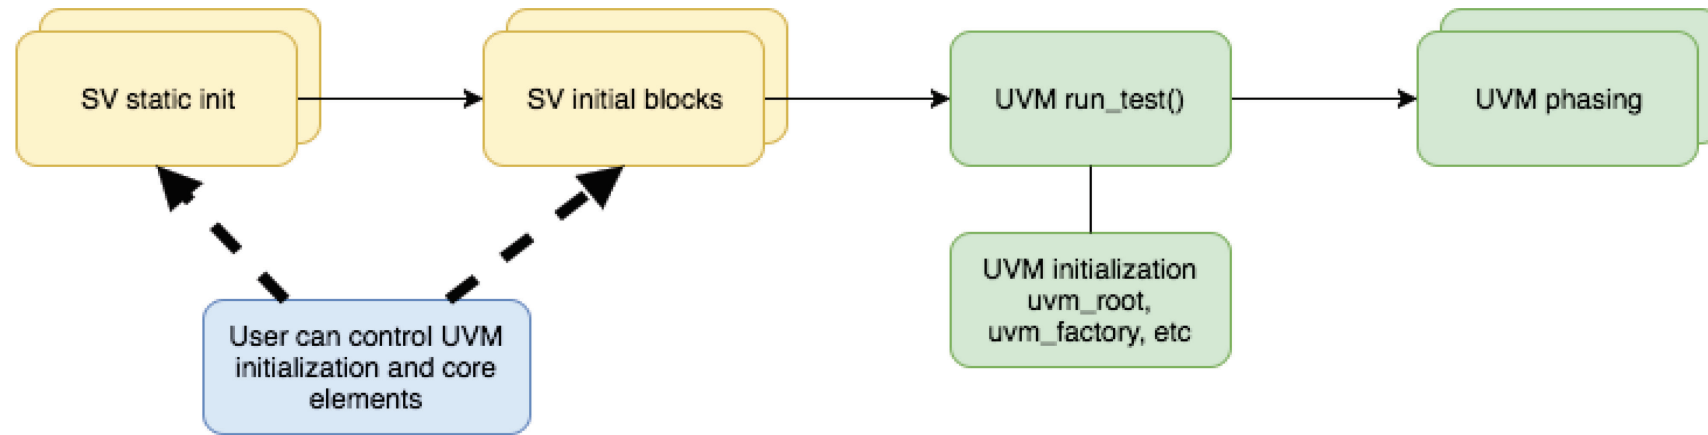 SV static init
SV initial blocks
UVM run_test()
UVM phasing
UVM initialization
uvm_root,
uvm_factory, etc
User can control UVM
initialization and core
elements